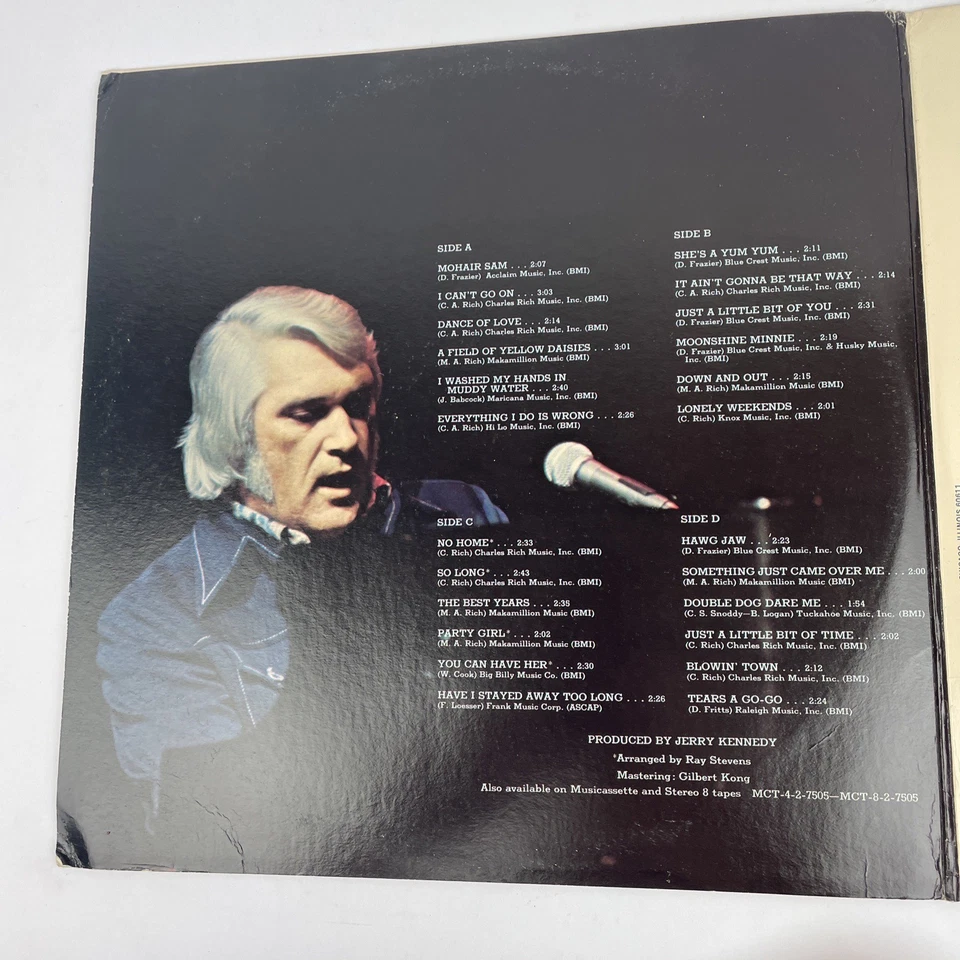 SIDE A
MOHAIR SAM . . . 2:07
(D. Frazier) Acclaim Music, Inc. (BMI)
I CAN'T GO ON . . . 3:03
(C. A. Rich) Charles Rich Music, Inc. (BMI)
DANCE OF LOVE . . . 2:14
(C. A. Rich) Charles Rich Music, Inc. (BMI)
A FIELD OF YELLOW DAISIES . . . 3:01
(M. A. Rich) Makamillion Music (BMI)
I WASHED MY HANDS IN
MUDDY WATER . . . 2:40
(J. Babcock) Maricana Music, Inc. (BMI)
EVERYTHING I DO IS WRONG . . . 2:26
(C. A. Rich) Hi Lo Music, Inc. (BMI)
SIDE B
SHE'S A YUM YUM . . . 2:11
(D. Frazier) Blue Crest Music, Inc. (BMI)
IT AIN'T GONNA BE THAT WAY . . . 2:14
(C. A. Rich) Charles Rich Music, Inc. (BMI)
JUST A LITTLE BIT OF YOU . . . 2:31
(D. Frazier) Blue Crest Music, Inc. (BMI)
MOONSHINE MINNIE . . . 2:19
(D. Frazier) Blue Crest Music, Inc. & Husky Music,
Inc. (BMI)
DOWN AND OUT . . . 2:15
(M. A. Rich) Makamillion Music (BMI)
LONELY WEEKENDS . . . 2:01
(C. Rich) Knox Music, Inc. (BMI)
SIDE C
NO HOME* . . . 2:33
(C. Rich) Charles Rich Music, Inc. (BMI)
SO LONG* . . . 2:43
(C. Rich) Charles Rich Music, Inc. (BMI)
THE BEST YEARS . . . 2:35
(M. A. Rich) Makamillion Music (BMI)
PARTY GIRL* . . . 2:02
(M. A. Rich) Makamillion Music (BMI)
YOU CAN HAVE HER* . . . 2:30
(W. Cook) Big Billy Music Co. (BMI)
HAVE I STAYED AWAY TOO LONG . . . 2:26
(F. Loesser) Frank Music Corp. (ASCAP)
SIDE D
HAWG JAW . . . 2:23
(D. Frazier) Blue Crest Music, Inc. (BMI)
SOMETHING JUST CAME OVER ME . . . 2:00
(M. A. Rich) Makamillion Music (BMI)
DOUBLE DOG DARE ME . . . 1:54
(C. S. Snoddy—B. Logan) Tuckahoe Music, Inc. (BMI)
JUST A LITTLE BIT OF TIME . . . 2:02
(C. Rich) Charles Rich Music, Inc. (BMI)
BLOWIN' TOWN . . . 2:12
(C. Rich) Charles Rich Music, Inc. (BMI)
TEARS A GO-GO . . . 2:24
(D. Fritts) Raleigh Music, Inc. (BMI)
PRODUCED BY JERRY KENNEDY
*Arranged by Ray Stevens
Mastering: Gilbert Kong
Also available on Musicassette and Stereo 8 tapes MCT-4-2-7505—MCT-8-2-7505
ILLINOIS 60611